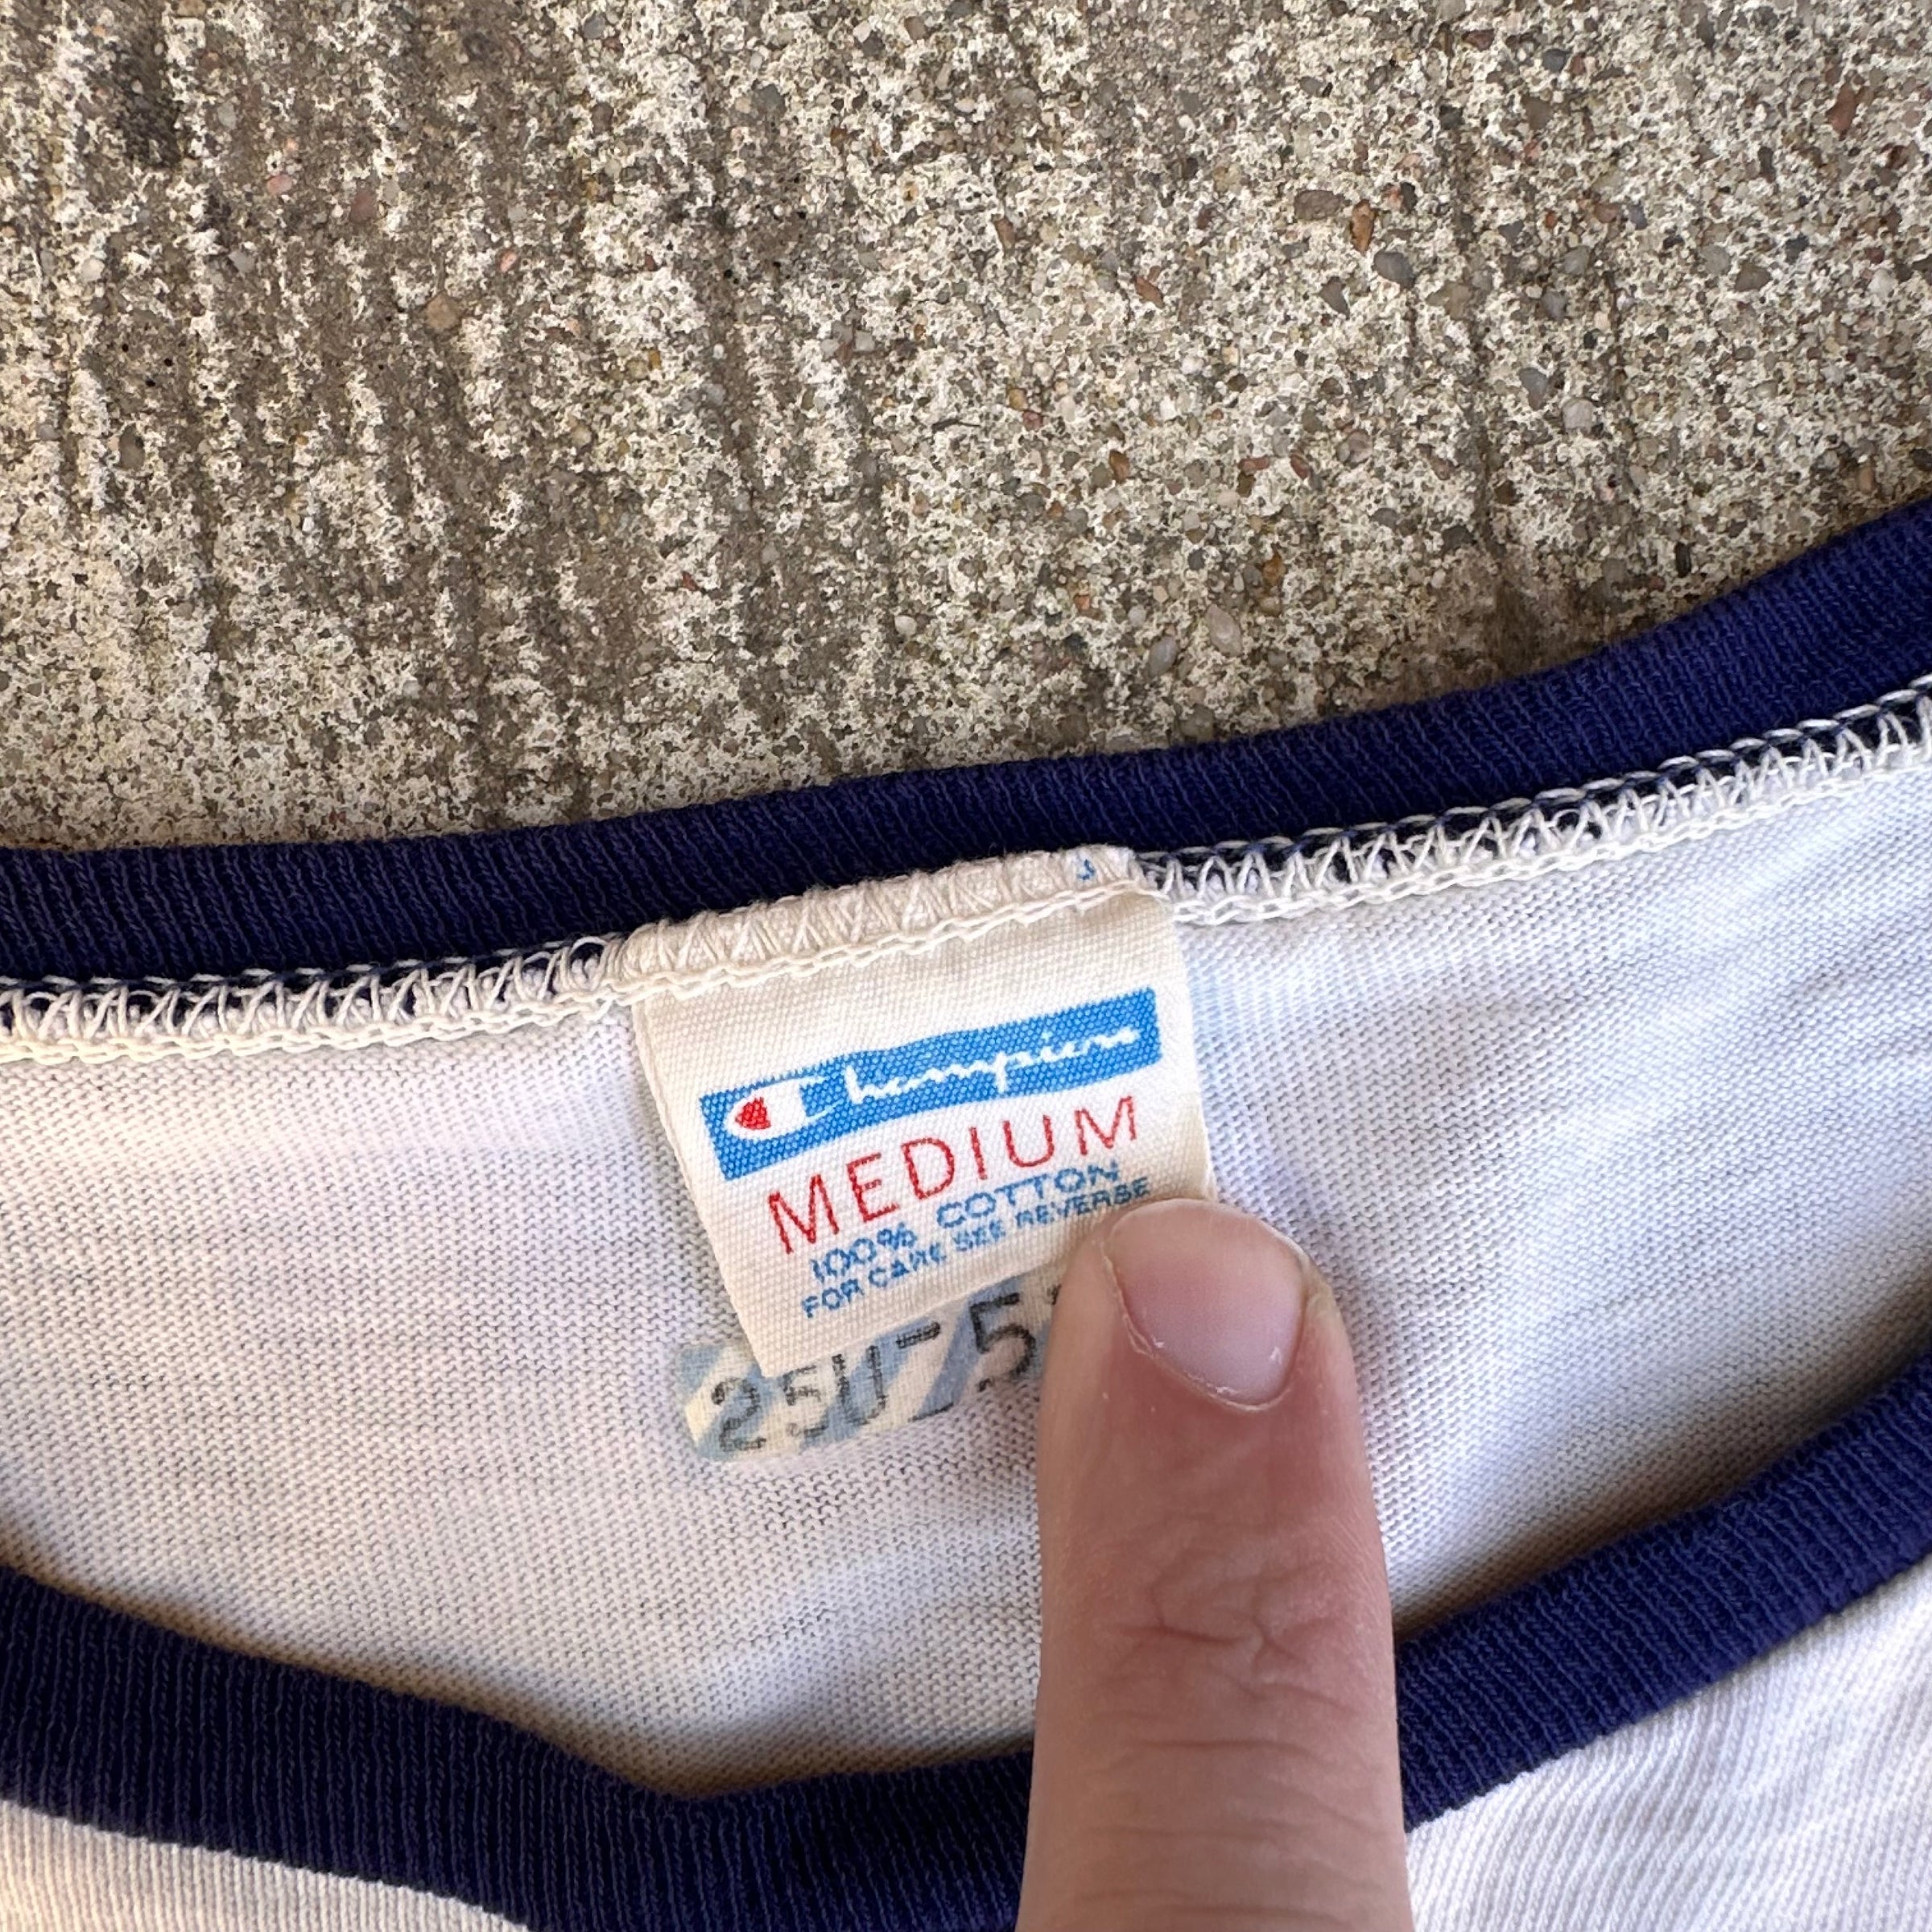 Champion
MEDIUM
100% COTTON
FOR CARE SEE REVERSE